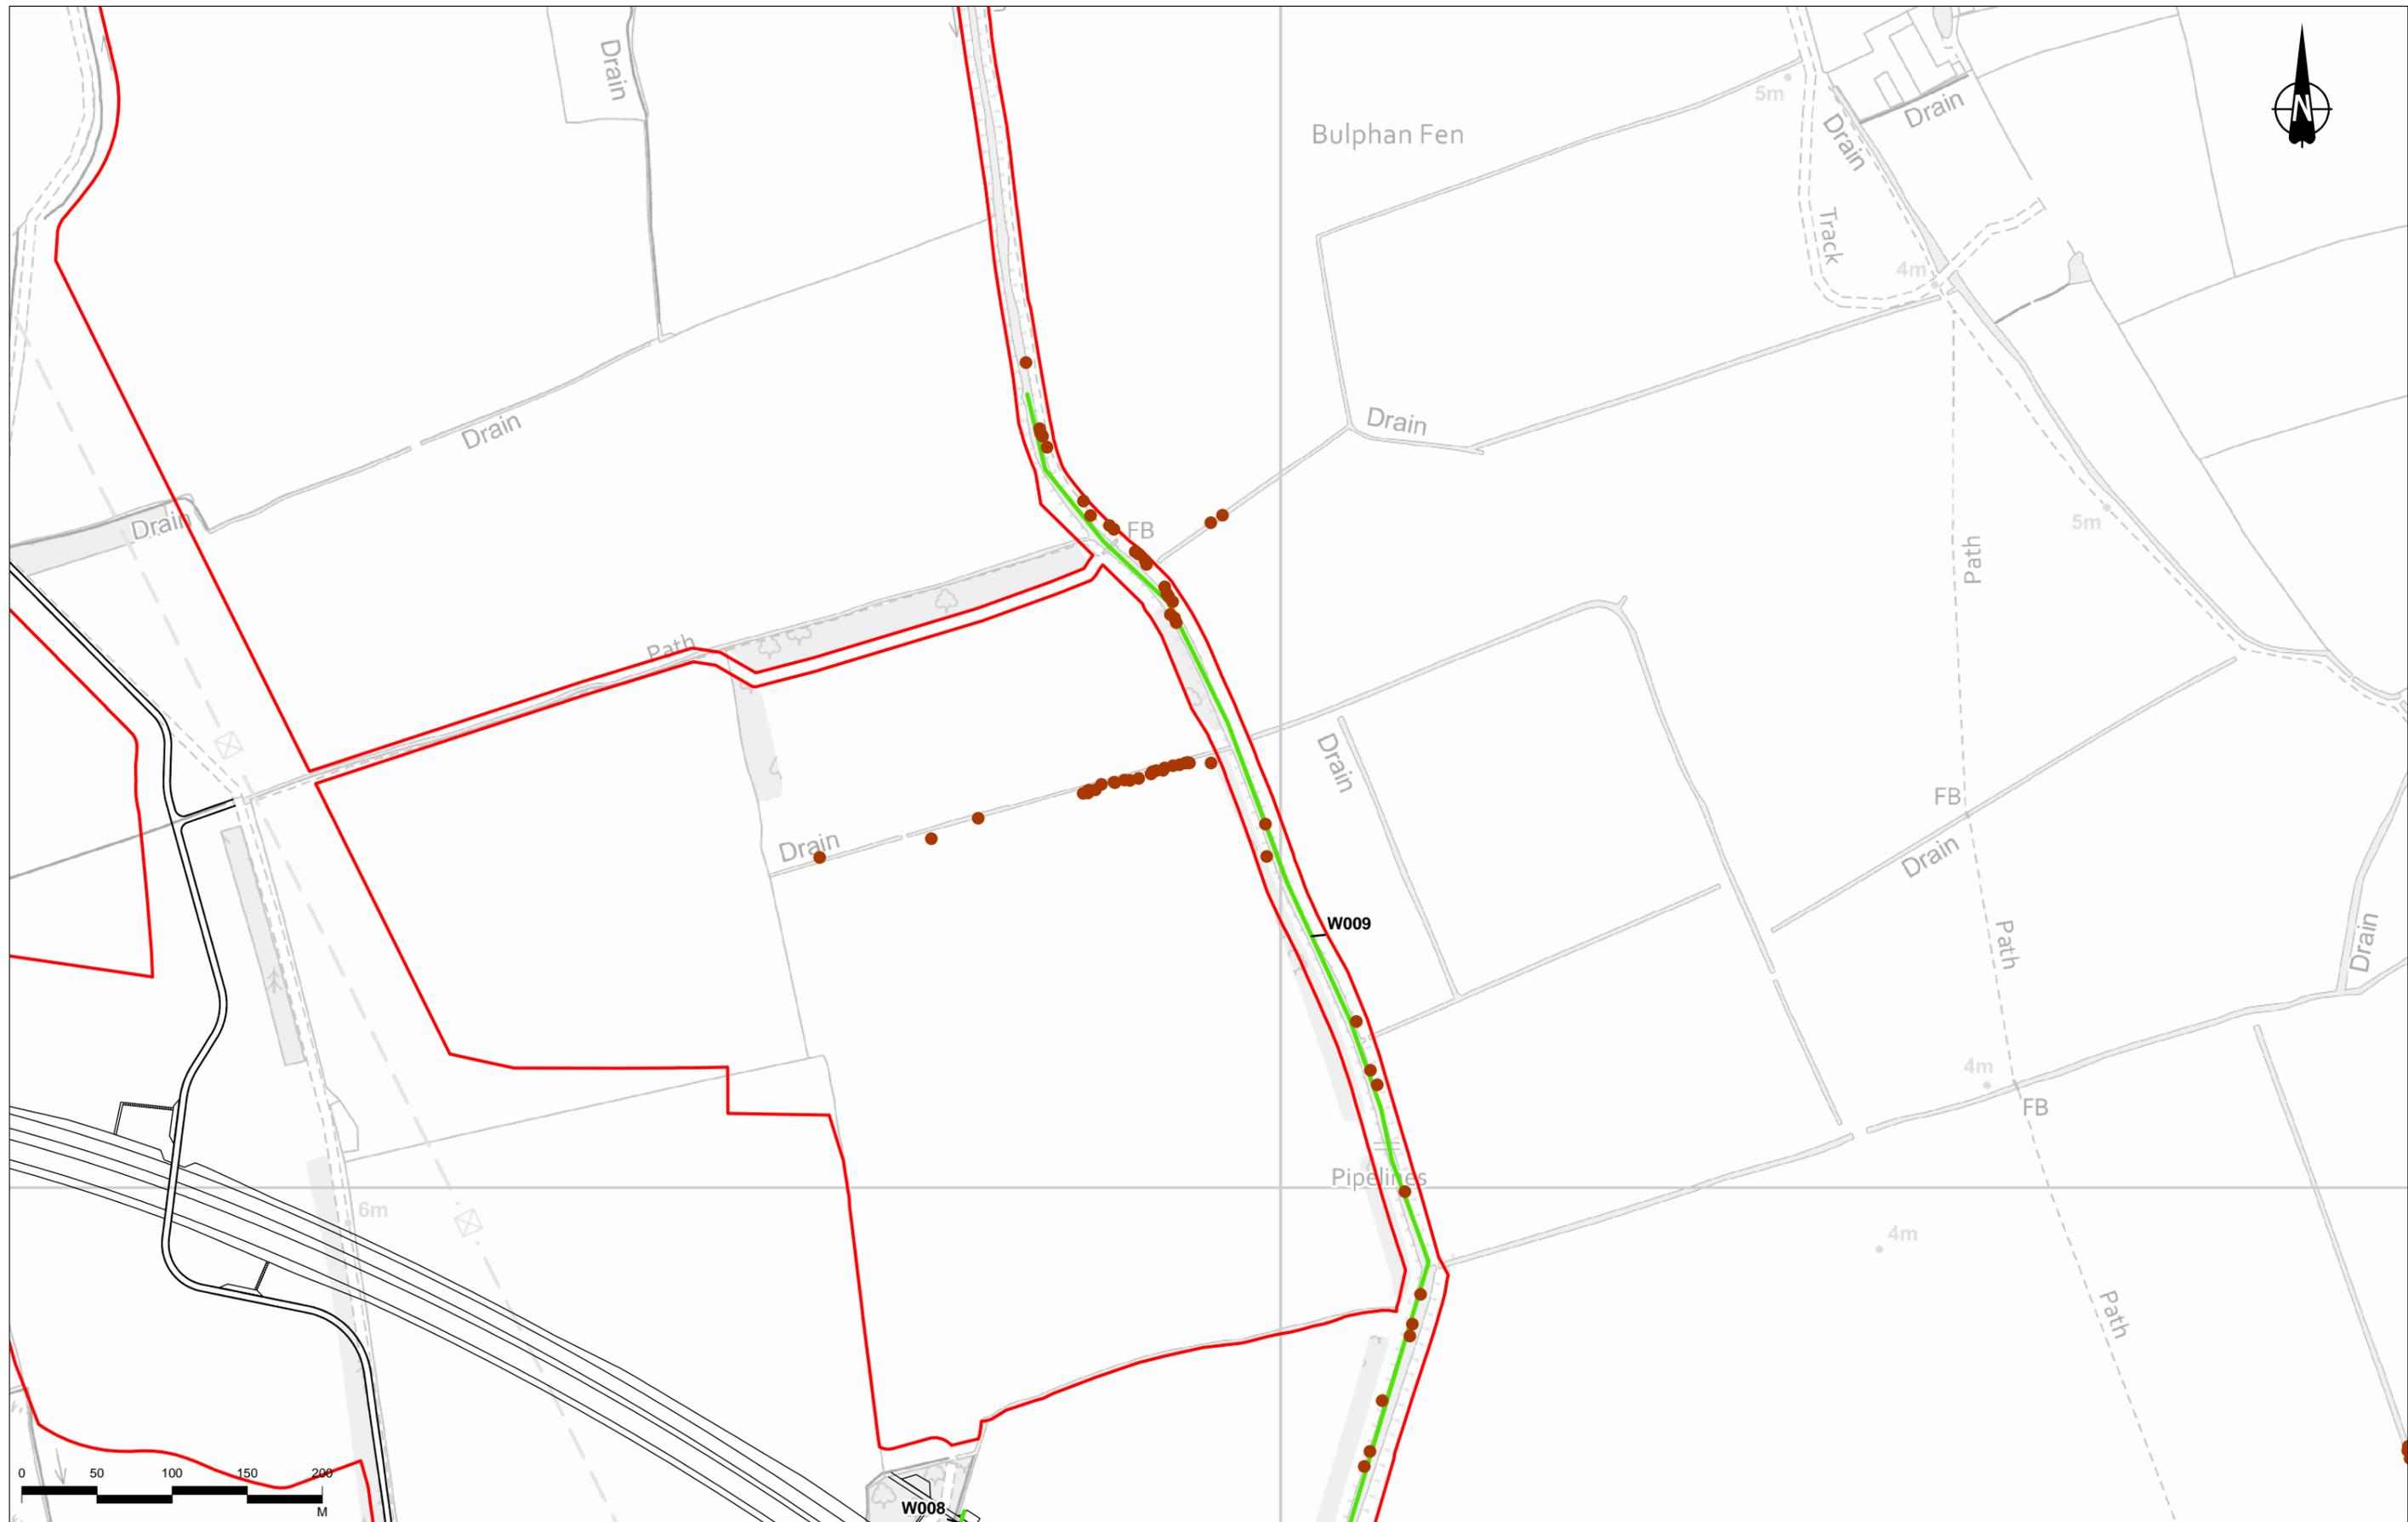 Drain
Bulphan Fen
5m
Drain
Drain
N
Track
4m
Drain
Drain
Drain
FB
5m
Path
Path
Drain
FB
Drain
Drain
W009
Path
Drain
4m
FB
Pipelines
6m
4m
Path
0 50 100 150 200
M
W008